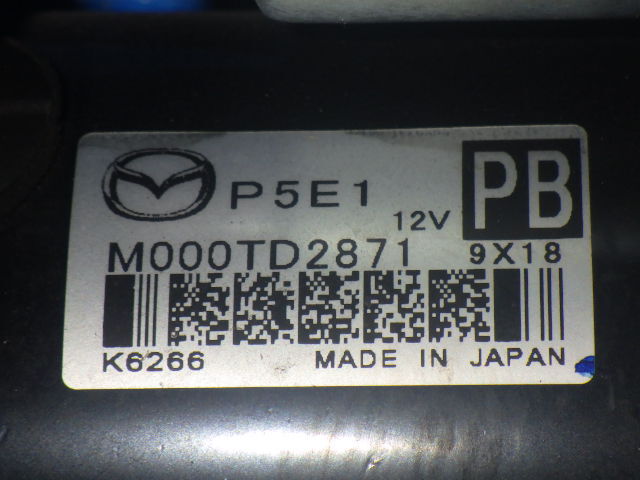 P5E1 12V PB
M000TD2871 9X18
K6266 MADE IN JAPAN